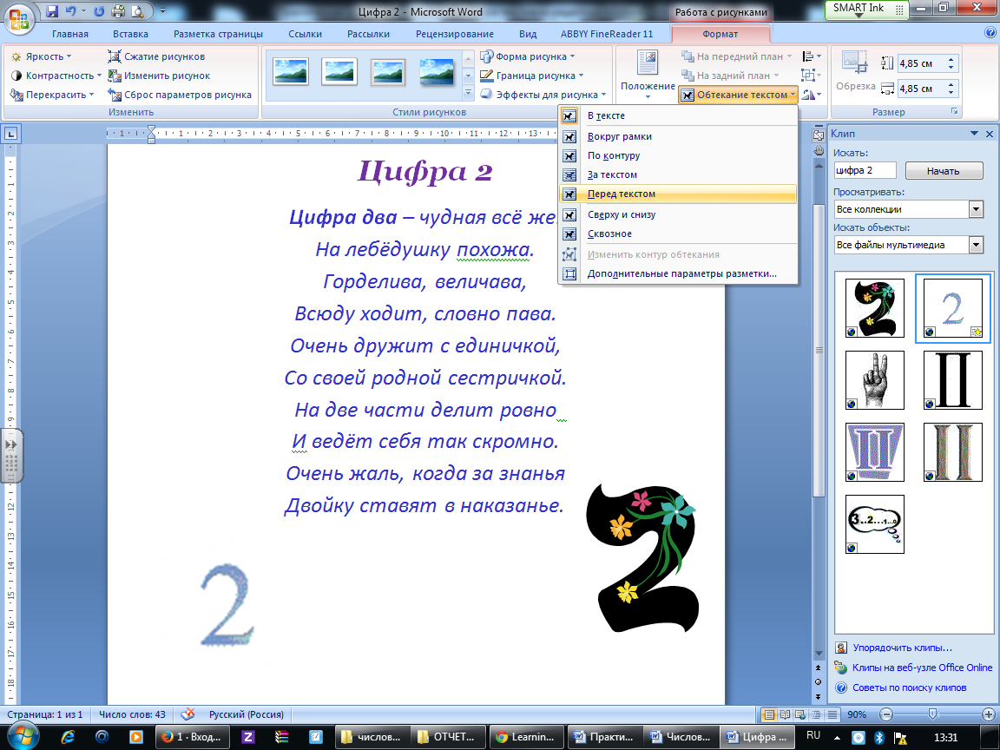 Цифра 2 - Microsoft Word
Работа с рисунками
SMART Ink
Главная Вставка Разметка страницы Ссылки Рассылки Рецензирование Вид ABBYY FineReader 11 Формат
Яркость
Контрастность
Перекрасить
Сжатие рисунков
Изменить рисунок
Сброс параметров рисунка
Изменить
Форма рисунка
Граница рисунка
Эффекты для рисунка
Стили рисунков
Положение
На передний план
На задний план
Обтекание текстом
Обрезка
4,85 см
4,85 см
Размер
В тексте
Вокруг рамки
По контуру
За текстом
Перед текстом
Сверху и снизу
Сквозное
Изменить контур обтекания
Дополнительные параметры разметки...
Цифра 2
Цифра два – чудная всё же.
На лебёдушку похожа.
Горделива, величава,
Всюду ходит, словно пава.
Очень дружит с единичкой,
Со своей родной сестричкой.
На две части делит ровно
И ведёт себя так скромно.
Очень жаль, когда за знанья
Двойку ставят в наказанье.
2
2
Клип
Искать:
цифра 2
Начать
Просматривать:
Все коллекции
Искать объекты:
Все файлы мультимедиа
2
2
3..2...1...0
Упорядочить клипы...
Клипы на веб-узле Office Online
Советы по поиску клипов
Страница: 1 из 1 Число слов: 43 Русский (Россия) 90%
1 · Вход... числов... ОТЧЕТ... Learnin... Практи... Числов... Цифра ... RU 13:31